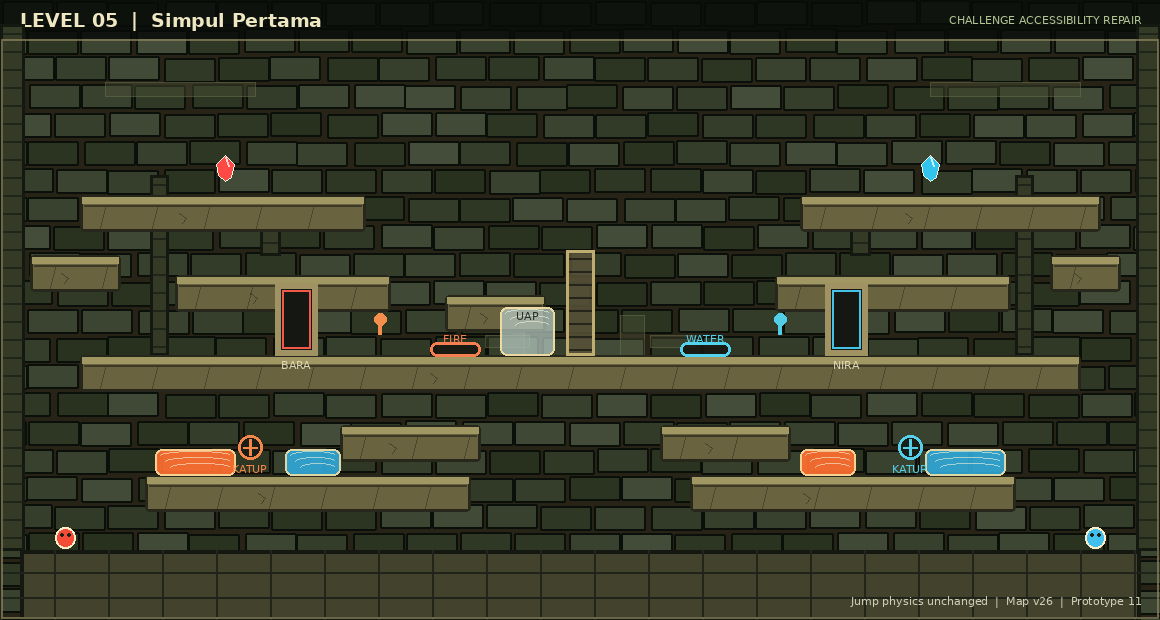 LEVEL 05 | Simpul Pertama
CHALLENGE ACCESSIBILITY REPAIR
UAP
FIRE
WATER
BARA
NIRA
KATUP
KATUP
Jump physics unchanged | Map v26 | Prototype 11